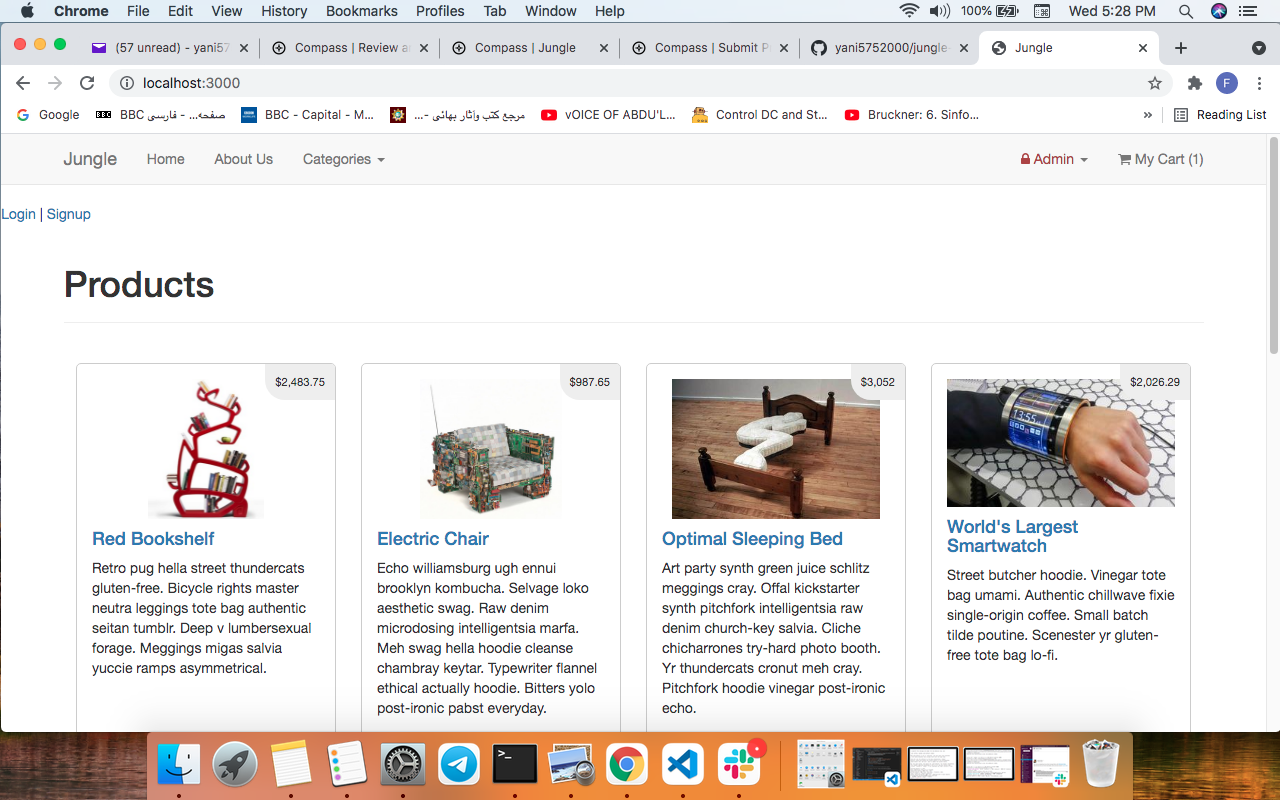 Chrome File Edit View History Bookmarks Profiles Tab Window Help 100% Wed 5:28 PM
(57 unread) - yani57 Compass | Review a Compass | Jungle Compass | Submit P yani5752000/jungle Jungle
localhost:3000 F
Google BBC صفحه... - فارسی BBC BBC - Capital - M... مرجع کتب وآثار بهائی -... vOICE OF ABDU'L... Control DC and St... Bruckner: 6. Sinfo... » Reading List
Jungle Home About Us Categories Admin My Cart (1)
Login | Signup
Products
$2,483.75
Red Bookshelf
Retro pug hella street thundercats
gluten-free. Bicycle rights master
neutra leggings tote bag authentic
seitan tumblr. Deep v lumbersexual
forage. Meggings migas salvia
yuccie ramps asymmetrical.
$987.65
Electric Chair
Echo williamsburg ugh ennui
brooklyn kombucha. Selvage loko
aesthetic swag. Raw denim
microdosing intelligentsia marfa.
Meh swag hella hoodie cleanse
chambray keytar. Typewriter flannel
ethical actually hoodie. Bitters yolo
post-ironic pabst everyday.
$3,052
Optimal Sleeping Bed
Art party synth green juice schlitz
meggings cray. Offal kickstarter
synth pitchfork intelligentsia raw
denim church-key salvia. Cliche
chicharrones try-hard photo booth.
Yr thundercats cronut meh cray.
Pitchfork hoodie vinegar post-ironic
echo.
$2,026.29
13:55
World's Largest
Smartwatch
Street butcher hoodie. Vinegar tote
bag umami. Authentic chillwave fixie
single-origin coffee. Small batch
tilde poutine. Scenester yr gluten-
free tote bag lo-fi.